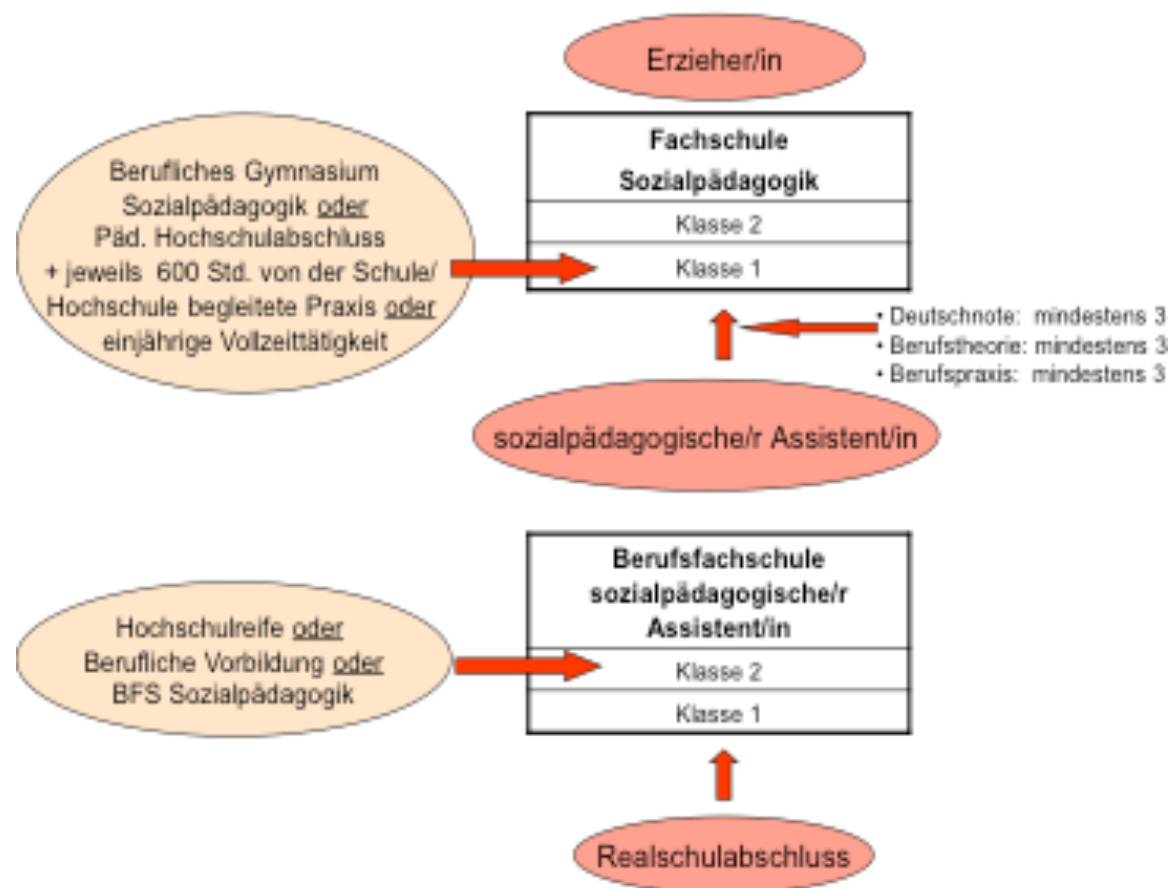 Erzieher/in
Fachschule
Sozialpädagogik
Klasse 2
Klasse 1
Berufliches Gymnasium
Sozialpädagogik oder
Päd. Hochschulabschluss
+ jeweils 600 Std. von der Schule/
Hochschule begleitete Praxis oder
einjährige Vollzeittätigkeit
• Deutschnote: mindestens 3
• Berufstheorie: mindestens 3
• Berufspraxis: mindestens 3
sozialpädagogische/r Assistent/in
Berufsfachschule
sozialpädagogische/r
Assistent/in
Klasse 2
Klasse 1
Hochschulreife oder
Berufliche Vorbildung oder
BFS Sozialpädagogik
Realschulabschluss